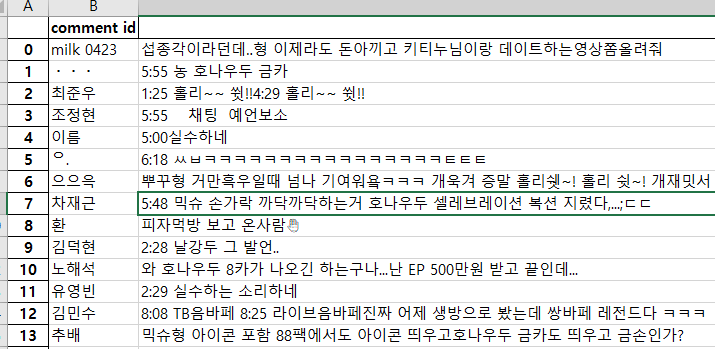 A B
comment id
0 milk 0423 섭종각이라던데..형 이제라도 돈아끼고 키티누님이랑 데이트하는영상쫌올려줘
1 · · · 5:55 농 호나우두 금카
2 최준우 1:25 홀리~~ 쉿!!4:29 홀리~~ 쓋!!
3 조정현 5:55 채팅 예언보소
4 이름 5:00실수하네
5 으. 6:18 ㅆㅂㅋㅋㅋㅋㅋㅋㅋㅋㅋㅋㅋㅋㅋㅋㅋㅋㅋㅋㅌㅌㅌ
6 으으윽 뿌꾸형 거만흑우일때 넘나 기여워욬ㅋㅋㅋ 개욱겨 증말 홀리쉣~! 홀리 쉿~! 개재밋서
7 차재근 5:48 믹슈 손가락 까닥까닥하는거 호나우두 셀레브레이션 복션 지렸다,...;ㄷㄷ
8 환 피자먹방 보고 온사람
9 김덕현 2:28 날강두 그 발언..
10 노해석 와 호나우두 8카가 나오긴 하는구나...난 EP 500만원 받고 끝인데...
11 유영빈 2:29 실수하는 소리하네
12 김민수 8:08 TB음바페 8:25 라이브음바페진짜 어제 생방으로 봤는데 쌍바페 레전드다 ㅋㅋㅋ
13 추배 믹슈형 아이콘 포함 88팩에서도 아이콘 띄우고호나우두 금카도 띄우고 금손인가?